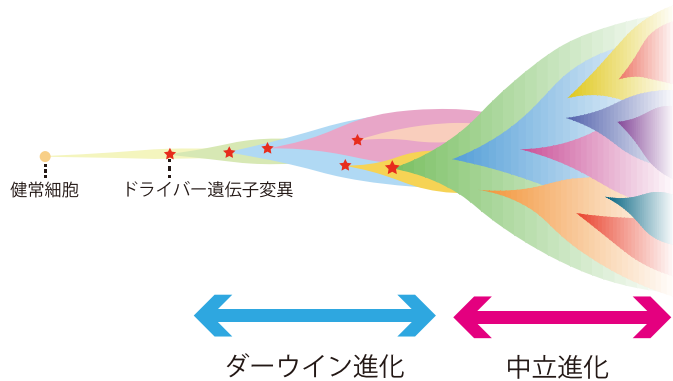 健常細胞
ドライバー遺伝子変異
ダーウイン進化
中立進化